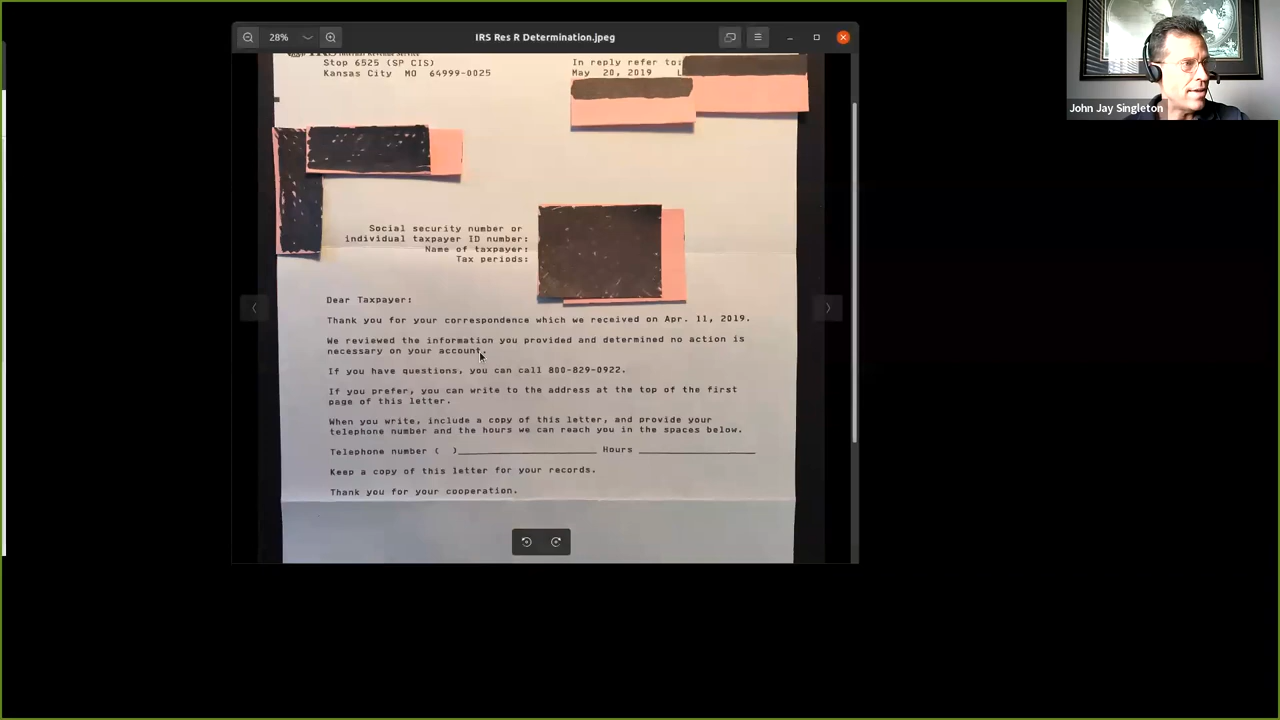 28%
IRS Res R Determination.jpeg
Stop 6525 (SP CIS)
Kansas City MO 64999-0025
In reply refer to:
May 20, 2019 L
Social security number or
individual taxpayer ID number:
Name of taxpayer:
Tax periods:
Dear Taxpayer:
Thank you for your correspondence which we received on Apr. 11, 2019.
We reviewed the information you provided and determined no action is
necessary on your account.
If you have questions, you can call 800-829-0922.
If you prefer, you can write to the address at the top of the first
page of this letter.
When you write, include a copy of this letter, and provide your
telephone number and the hours we can reach you in the spaces below.
Telephone number ( )____________________ Hours ________________
Keep a copy of this letter for your records.
Thank you for your cooperation.
John Jay Singleton